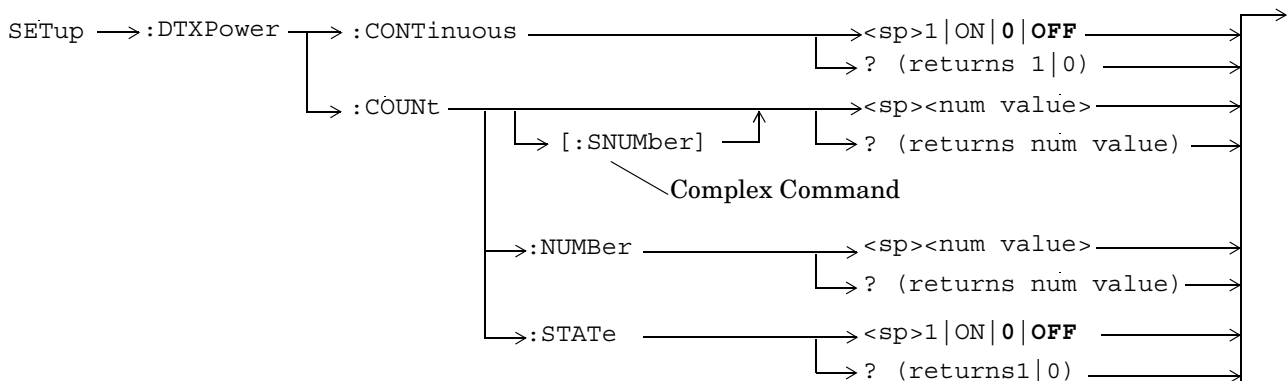 SETup :DTXPower :CONTinuous <sp>1|ON|0|OFF
? (returns 1|0)
:COUNt <sp><num value>
[:SNUMber] ? (returns num value)
Complex Command
:NUMBer <sp><num value>
? (returns num value)
:STATe <sp>1|ON|0|OFF
? (returns1|0)